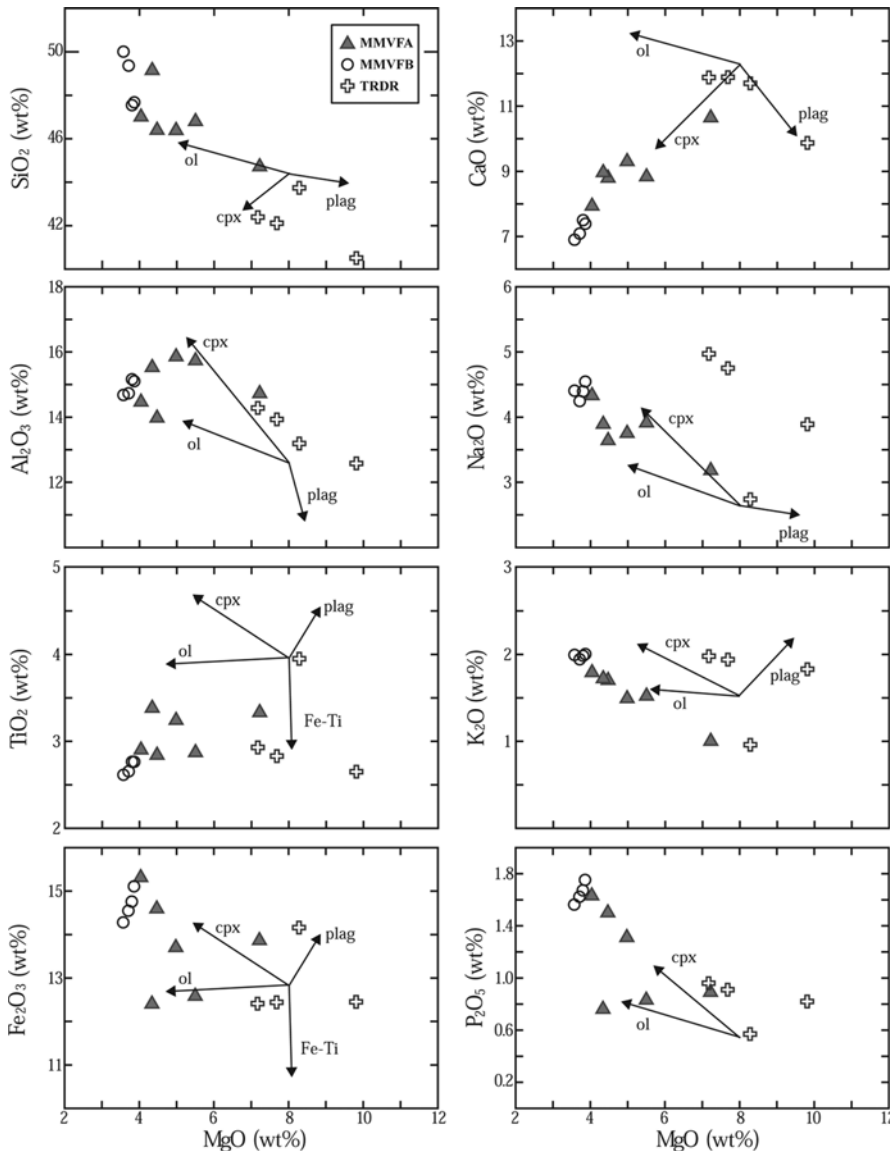 MMVFA
MMVFB
TRDR
50
46
42
SiO₂ (wt%)
ol
cpx
plag
13
11
9
7
CaO (wt%)
ol
cpx
plag
18
16
14
12
Al₂O₃ (wt%)
cpx
ol
plag
6
5
4
3
Na₂O (wt%)
cpx
ol
plag
5
4
3
2
TiO₂ (wt%)
cpx
plag
ol
Fe-Ti
3
2
1
K₂O (wt%)
cpx
plag
ol
15
13
11
Fe₂O₃ (wt%)
cpx
plag
ol
Fe-Ti
2 4 6 8 10 12
MgO (wt%)
1.8
1.4
1.0
0.6
0.2
P₂O₅ (wt%)
cpx
ol
2 4 6 8 10 12
MgO (wt%)